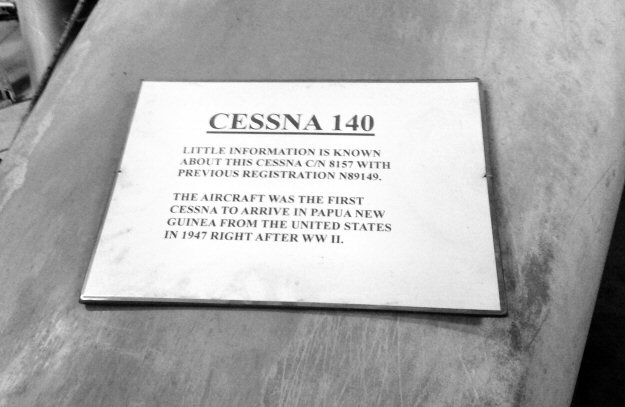 CESSNA 140
LITTLE INFORMATION IS KNOWN
ABOUT THIS CESSNA C/N 8157 WITH
PREVIOUS REGISTRATION N89149.
THE AIRCRAFT WAS THE FIRST
CESSNA TO ARRIVE IN PAPUA NEW
GUINEA FROM THE UNITED STATES
IN 1947 RIGHT AFTER WW II.